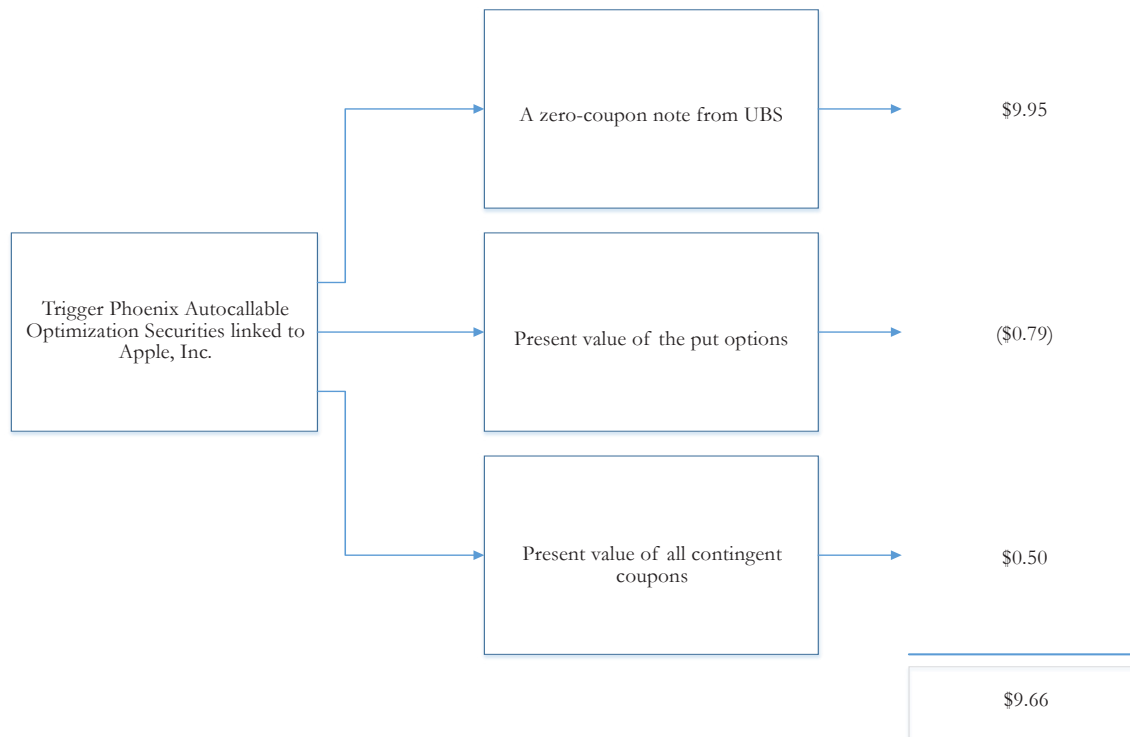 A zero-coupon note from UBS
$9.95
Trigger Phoenix Autocallable
Optimization Securities linked to
Apple, Inc.
Present value of the put options
($0.79)
Present value of all contingent
coupons
$0.50
$9.66